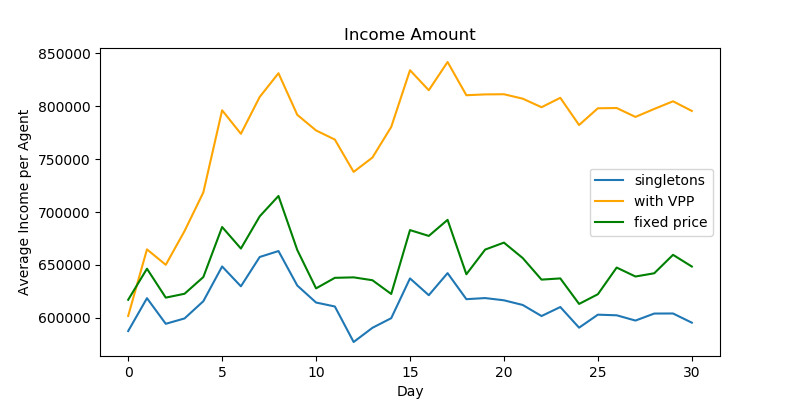 Income Amount
Average Income per Agent
850000
800000
750000
700000
650000
600000
singletons
with VPP
fixed price
0 5 10 15 20 25 30
Day